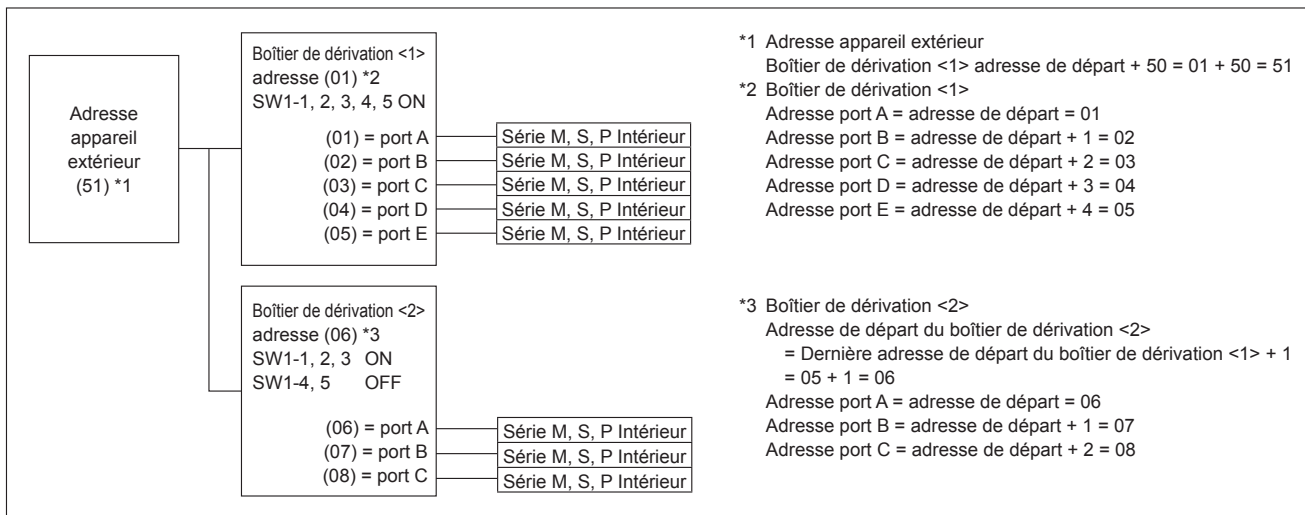 Adresse
appareil
extérieur
(51) *1
Boîtier de dérivation <1>
adresse (01) *2
SW1-1, 2, 3, 4, 5 ON
(01) = port A
(02) = port B
(03) = port C
(04) = port D
(05) = port E
Série M, S, P Intérieur
Série M, S, P Intérieur
Série M, S, P Intérieur
Série M, S, P Intérieur
Série M, S, P Intérieur
Boîtier de dérivation <2>
adresse (06) *3
SW1-1, 2, 3 ON
SW1-4, 5 OFF
(06) = port A
(07) = port B
(08) = port C
Série M, S, P Intérieur
Série M, S, P Intérieur
Série M, S, P Intérieur
*1 Adresse appareil extérieur
Boîtier de dérivation <1> adresse de départ + 50 = 01 + 50 = 51
*2 Boîtier de dérivation <1>
Adresse port A = adresse de départ = 01
Adresse port B = adresse de départ + 1 = 02
Adresse port C = adresse de départ + 2 = 03
Adresse port D = adresse de départ + 3 = 04
Adresse port E = adresse de départ + 4 = 05
*3 Boîtier de dérivation <2>
Adresse de départ du boîtier de dérivation <2>
= Dernière adresse de départ du boîtier de dérivation <1> + 1
= 05 + 1 = 06
Adresse port A = adresse de départ = 06
Adresse port B = adresse de départ + 1 = 07
Adresse port C = adresse de départ + 2 = 08